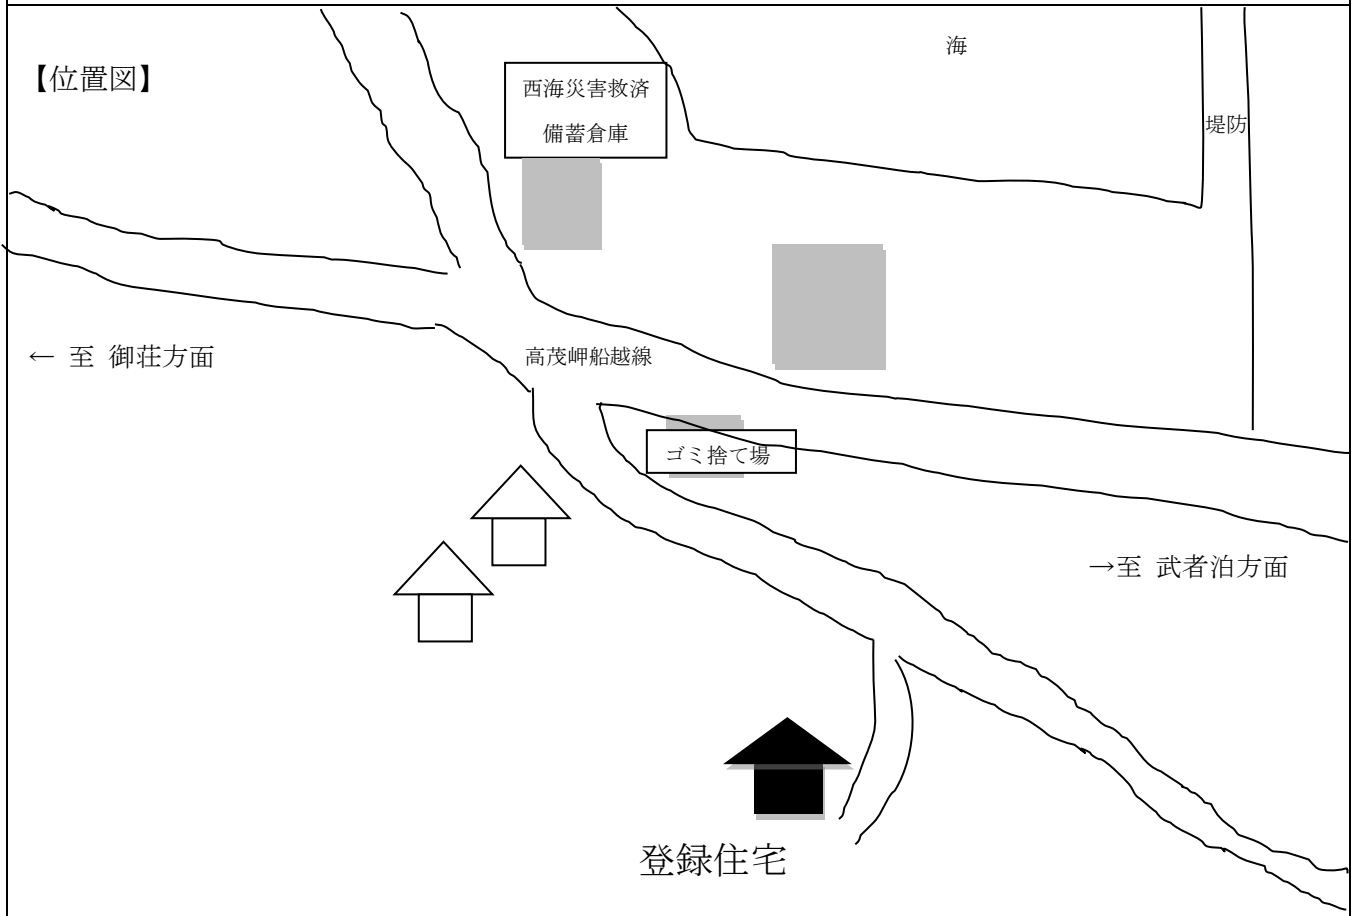 海
【位置図】
西海災害救済
備蓄倉庫
堤防
← 至 御荘方面
高茂岬船越線
ゴミ捨て場
→至 武者泊方面
登録住宅